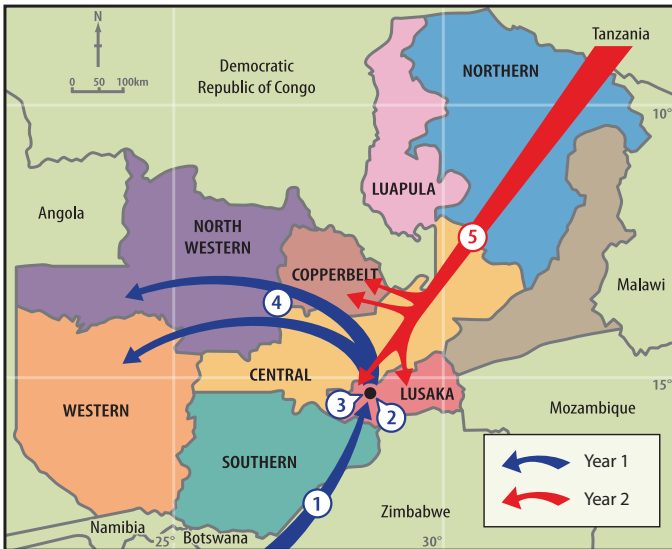 N
0 50 100km
Tanzania
Democratic
Republic of Congo
NORTHERN
10°
LUAPULA
Angola
NORTH
WESTERN
5
COPPERBELT
Malawi
4
15°
CENTRAL
LUSAKA
3
2
WESTERN
Mozambique
SOUTHERN
Year 1
1
Year 2
Zimbabwe
Namibia
25°
Botswana
30°